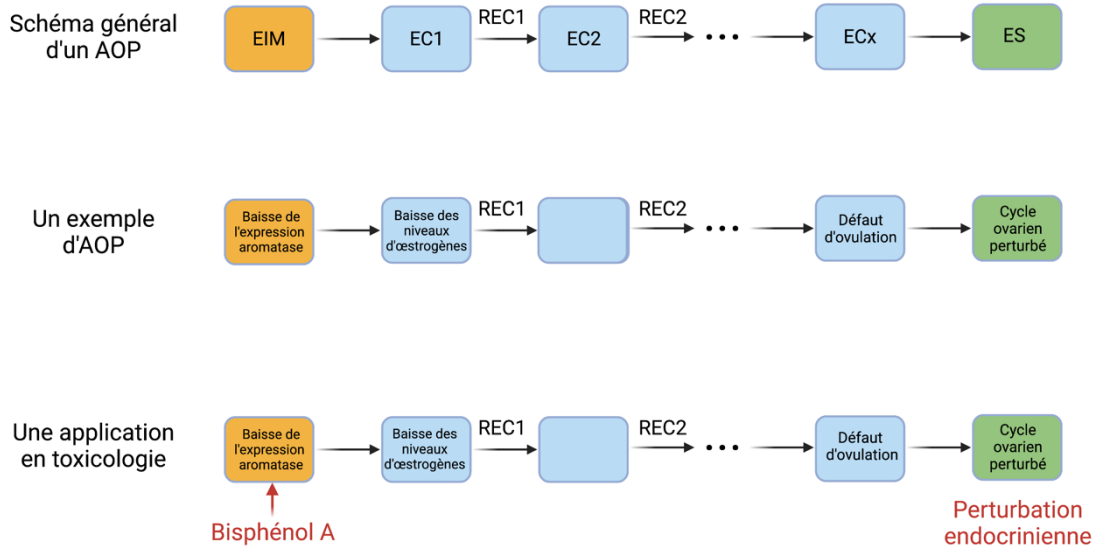 Schéma général
d'un AOP
EIM
EC1
REC1
EC2
REC2
...
ECx
ES
Un exemple
d'AOP
Baisse de
l'expression
aromatase
Baisse des
niveaux
d'œstrogènes
REC1
REC2
...
Défaut
d'ovulation
Cycle
ovarien
perturbé
Une application
en toxicologie
Baisse de
l'expression
aromatase
Baisse des
niveaux
d'œstrogènes
REC1
REC2
...
Défaut
d'ovulation
Cycle
ovarien
perturbé
Bisphénol A
Perturbation
endocrinienne